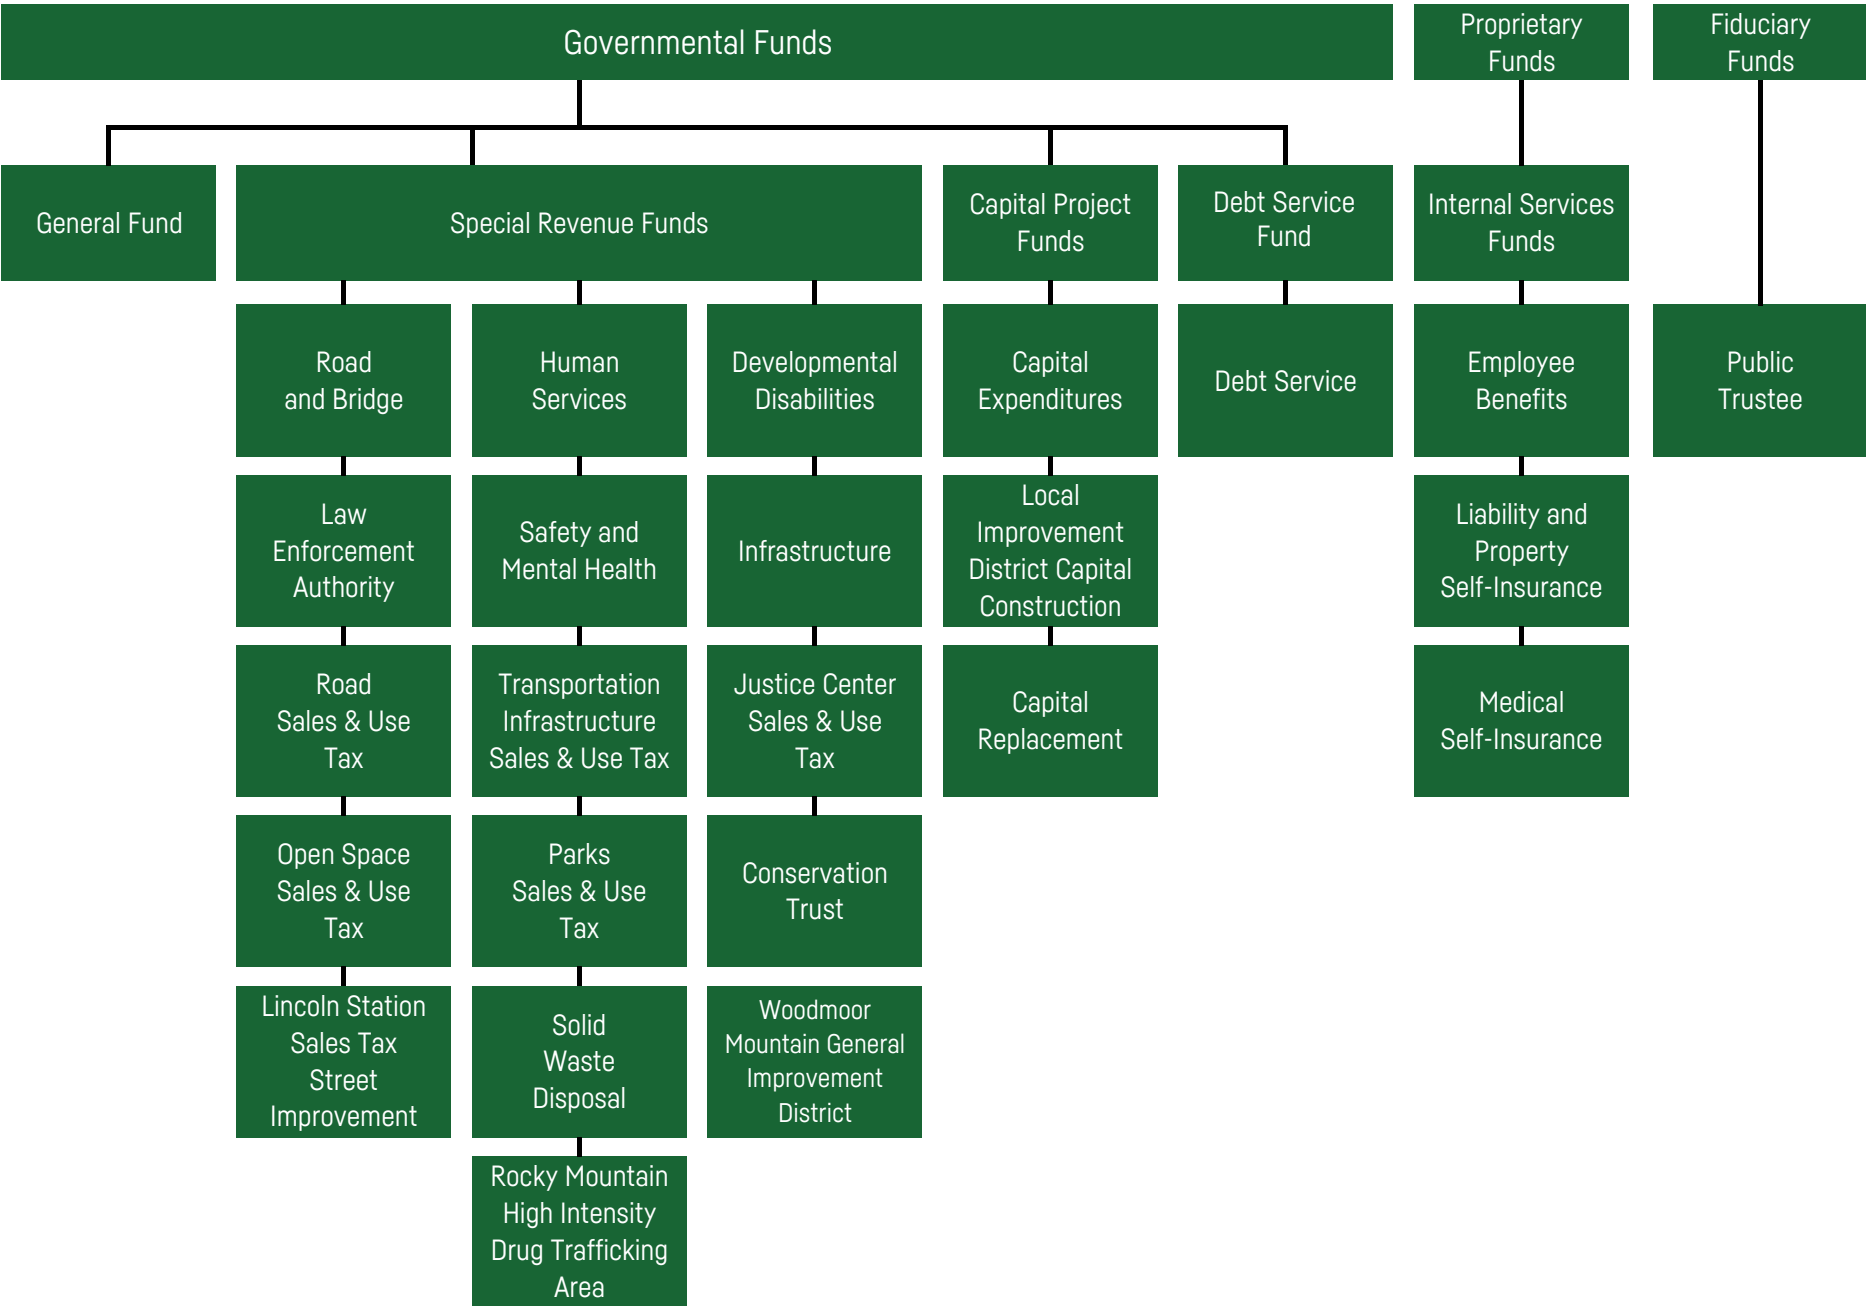 Governmental Funds
Proprietary
Funds
Fiduciary
Funds
General Fund
Special Revenue Funds
Capital Project
Funds
Debt Service
Fund
Internal Services
Funds
Road
and Bridge
Human
Services
Developmental
Disabilities
Capital
Expenditures
Debt Service
Employee
Benefits
Public
Trustee
Law
Enforcement
Authority
Safety and
Mental Health
Infrastructure
Local
Improvement
District Capital
Construction
Liability and
Property
Self-Insurance
Road
Sales & Use
Tax
Transportation
Infrastructure
Sales & Use Tax
Justice Center
Sales & Use
Tax
Capital
Replacement
Medical
Self-Insurance
Open Space
Sales & Use
Tax
Parks
Sales & Use
Tax
Conservation
Trust
Lincoln Station
Sales Tax
Street
Improvement
Solid
Waste
Disposal
Woodmoor
Mountain General
Improvement
District
Rocky Mountain
High Intensity
Drug Trafficking
Area